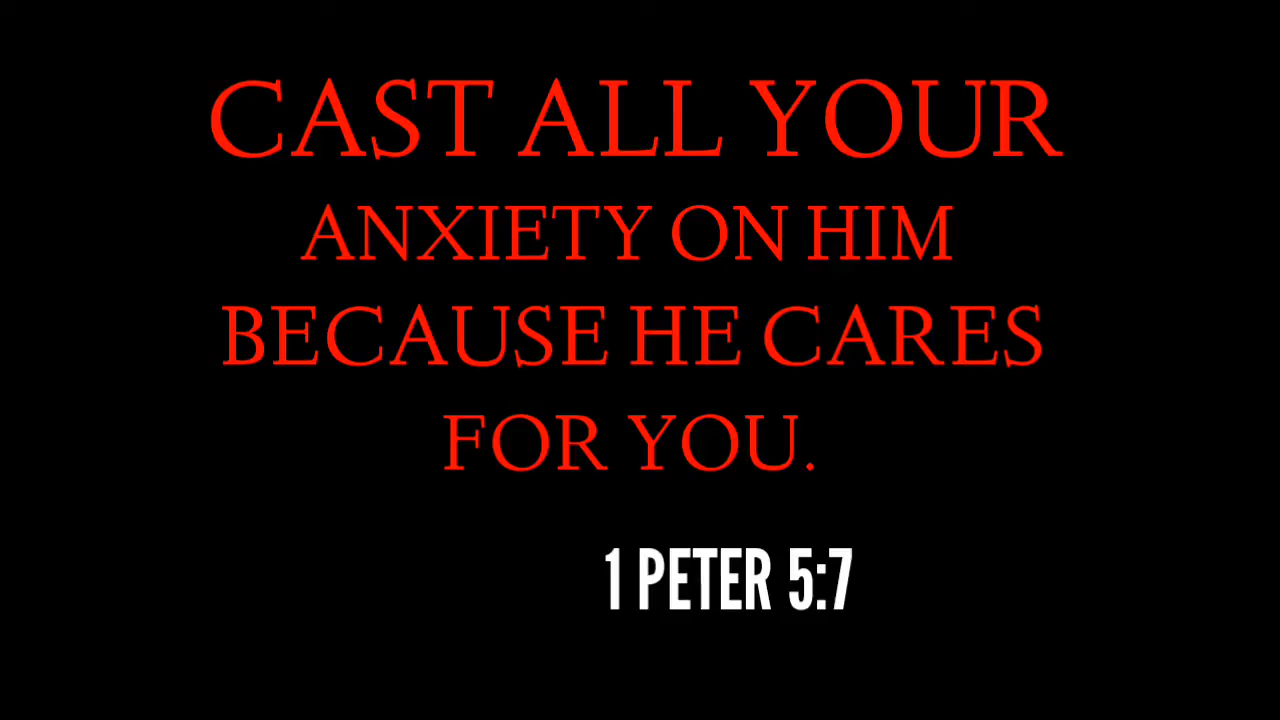 CAST ALL YOUR
ANXIETY ON HIM
BECAUSE HE CARES
FOR YOU.
1 PETER 5:7